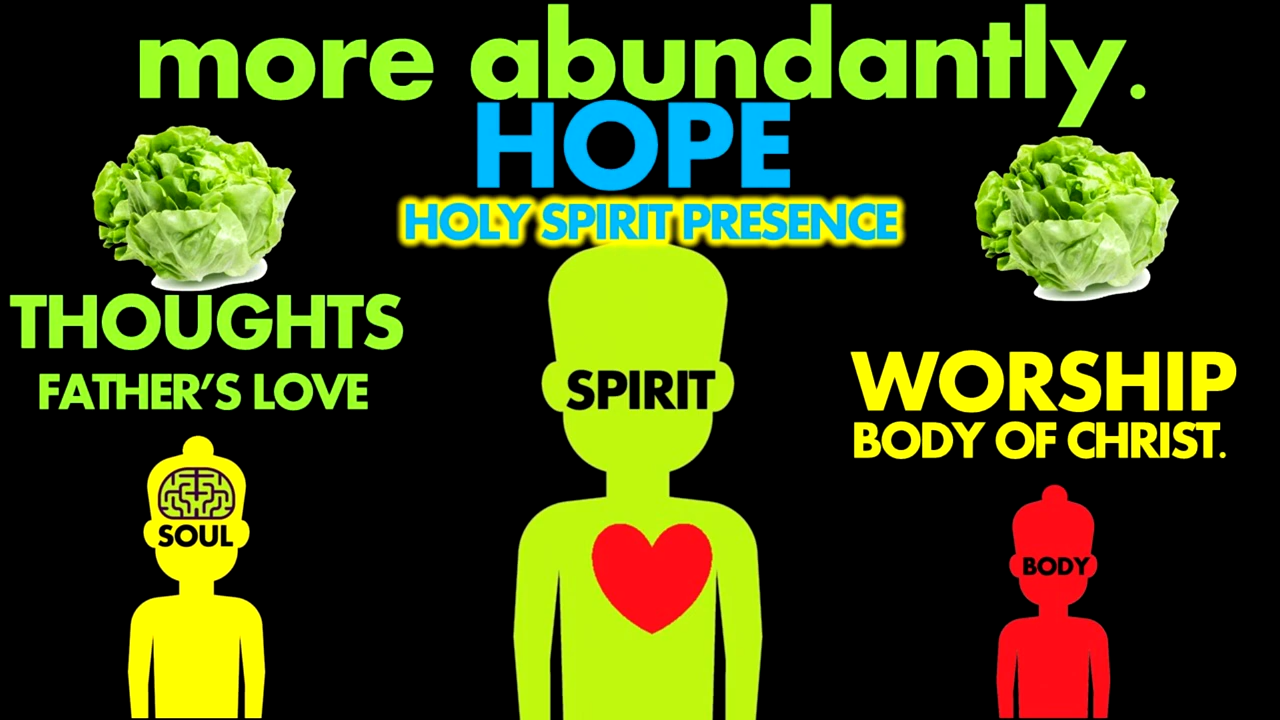 more abundantly.
HOPE
HOLY SPIRIT PRESENCE
THOUGHTS
FATHER'S LOVE
SOUL
SPIRIT
WORSHIP
BODY OF CHRIST.
BODY